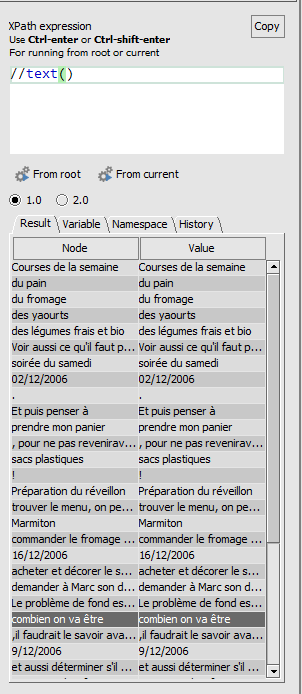 XPath expression
Copy
Use Ctrl-enter or Ctrl-shift-enter
For running from root or current
//text()
From root From current
1.0 2.0
Result Variable Namespace History
Node Value
Courses de la semaine Courses de la semaine
du pain du pain
du fromage du fromage
des yaourts des yaourts
des légumes frais et bio des légumes frais et bio
Voir aussi ce qu'il faut p... Voir aussi ce qu'il faut p...
soirée du samedi soirée du samedi
02/12/2006 02/12/2006
. .
Et puis penser à Et puis penser à
prendre mon panier prendre mon panier
, pour ne pas revenirav... , pour ne pas revenirav...
sacs plastiques sacs plastiques
! !
Préparation du réveillon Préparation du réveillon
trouver le menu, on pe... trouver le menu, on pe...
Marmiton Marmiton
commander le fromage ... commander le fromage ...
16/12/2006 16/12/2006
acheter et décorer le s... acheter et décorer le s...
demander à Marc son d... demander à Marc son d...
Le problème de fond es... Le problème de fond es...
combien on va être combien on va être
,il faudrait le savoir ava... ,il faudrait le savoir ava...
9/12/2006 9/12/2006
et aussi déterminer s'il ... et aussi déterminer s'il ...